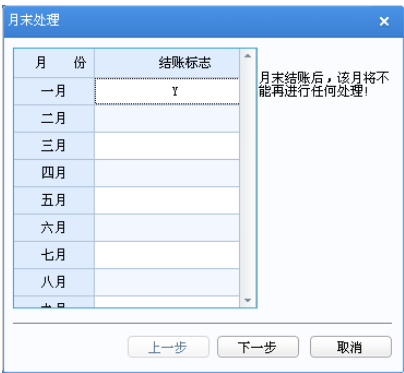 月末处理
月 份 结账标志
一月 Y
二月
三月
四月
五月
六月
七月
八月
月末结账后，该月将不
能再进行任何处理!
上一步 下一步 取消